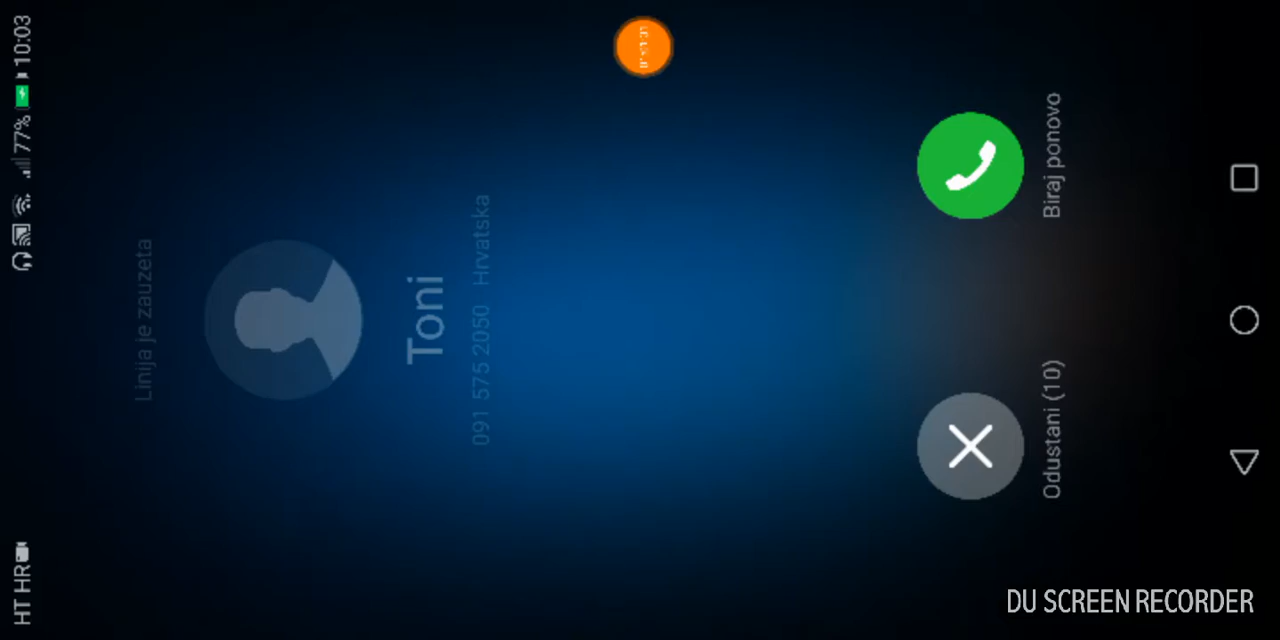 HT HR
77%
10:03
Linija je zauzeta
Toni
091 575 2050 Hrvatska
Odustani (10)
Biraj ponovo
DU SCREEN RECORDER